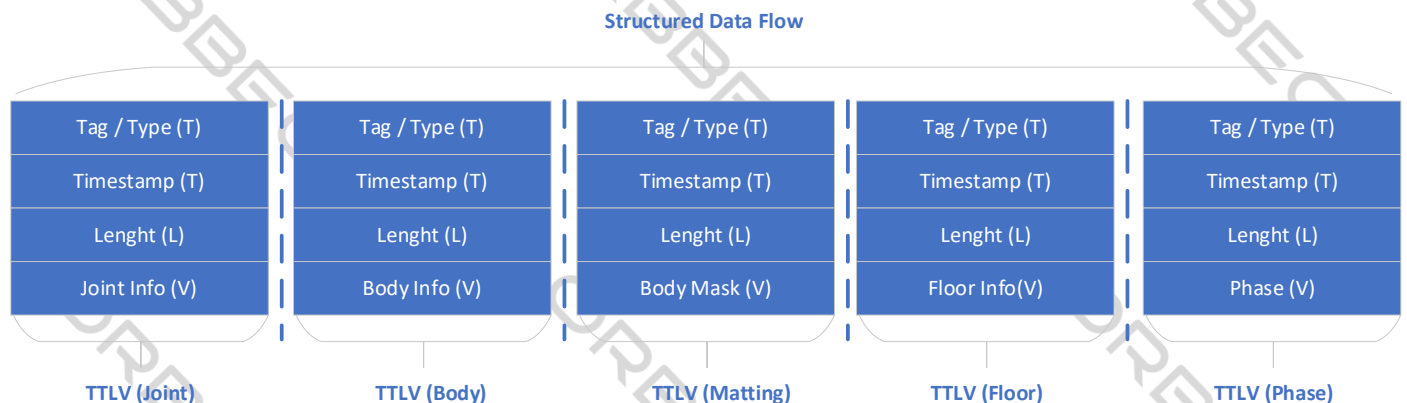 Structured Data Flow
Tag / Type (T) Tag / Type (T) Tag / Type (T) Tag / Type (T) Tag / Type (T)
Timestamp (T) Timestamp (T) Timestamp (T) Timestamp (T) Timestamp (T)
Lenght (L) Lenght (L) Lenght (L) Lenght (L) Lenght (L)
Joint Info (V) Body Info (V) Body Mask (V) Floor Info(V) Phase (V)
TTLV (Joint) TTLV (Body) TTLV (Matting) TTLV (Floor) TTLV (Phase)